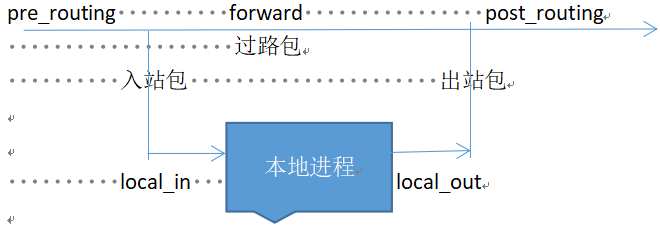 pre_routing forward post_routing
过路包
入站包 出站包
本地进程
local_in local_out